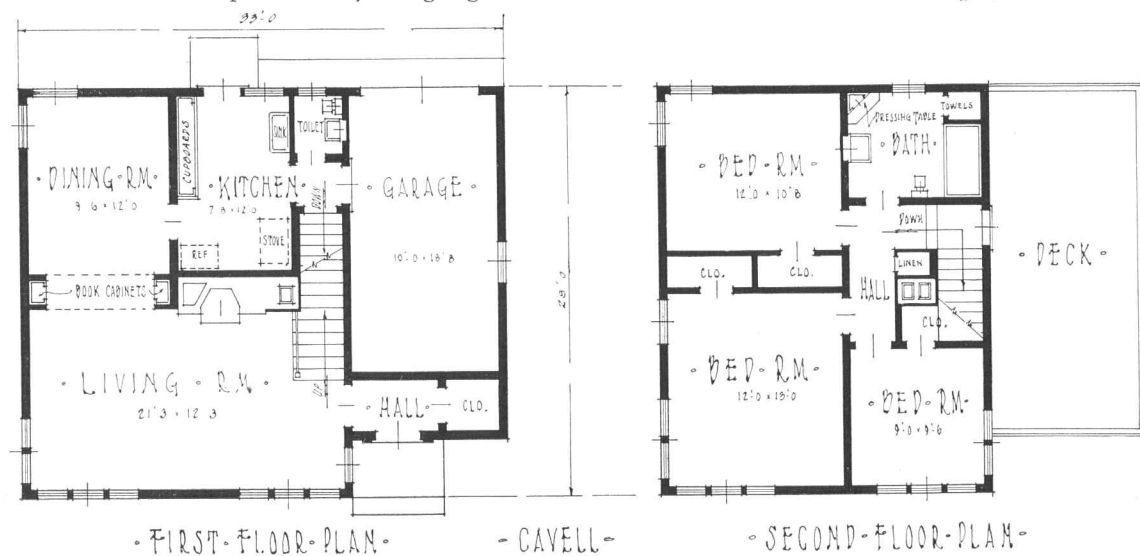 33'-0
DINING RM
9-6 x 12-0
CUPBOARDS
KITCHEN
7-8 x 12-0
SINK
TOILET
REF
STOVE
DOWN
GARAGE
10'-0 x 18'-8
BOOK CABINETS
LIVING RM
21'3 x 12'3
UP
HALL
CLO.
28'-0
BED RM
12'-0 x 10'-8
DRESSING TABLE
TOWELS
BATH
DOWN
DECK
CLO.
CLO.
LINEN
HALL
CLO.
BED RM
12'-0 x 13'-0
BED RM
9'-0 x 9'-6
FIRST FLOOR PLAN
CAVELL
SECOND FLOOR PLAN